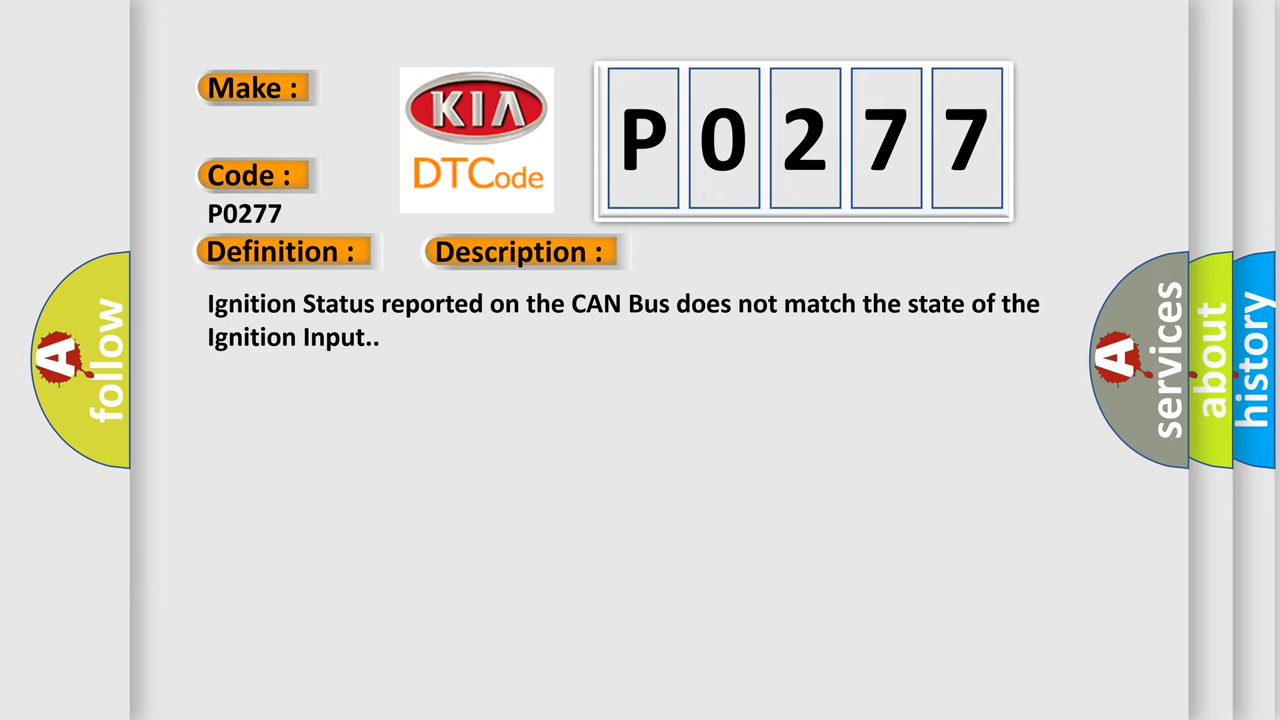 Make :
KIA
DTCode
P0277
Code :
P0277
Definition :
Description :
Ignition Status reported on the CAN Bus does not match the state of the
Ignition Input..
A
follow
A
services
about
history